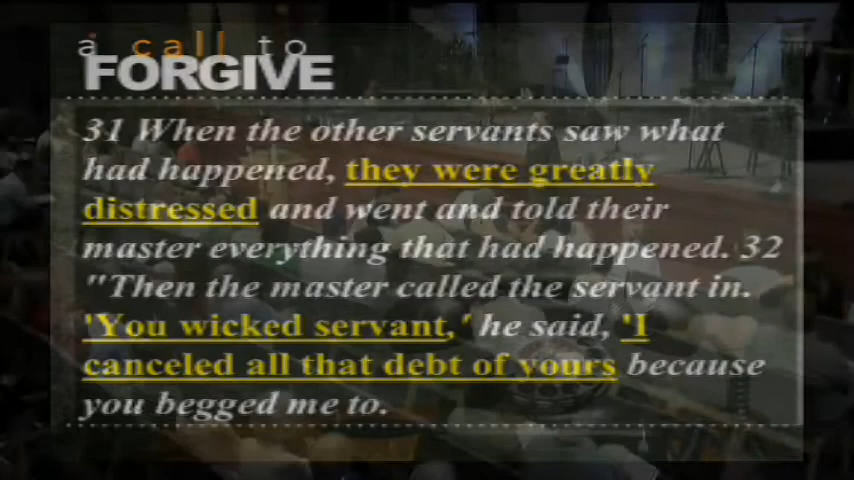 a call to
FORGIVE
31 When the other servants saw what
had happened, they were greatly
distressed and went and told their
master everything that had happened. 32
"Then the master called the servant in.
'You wicked servant,' he said, 'I
canceled all that debt of yours because
you begged me to.